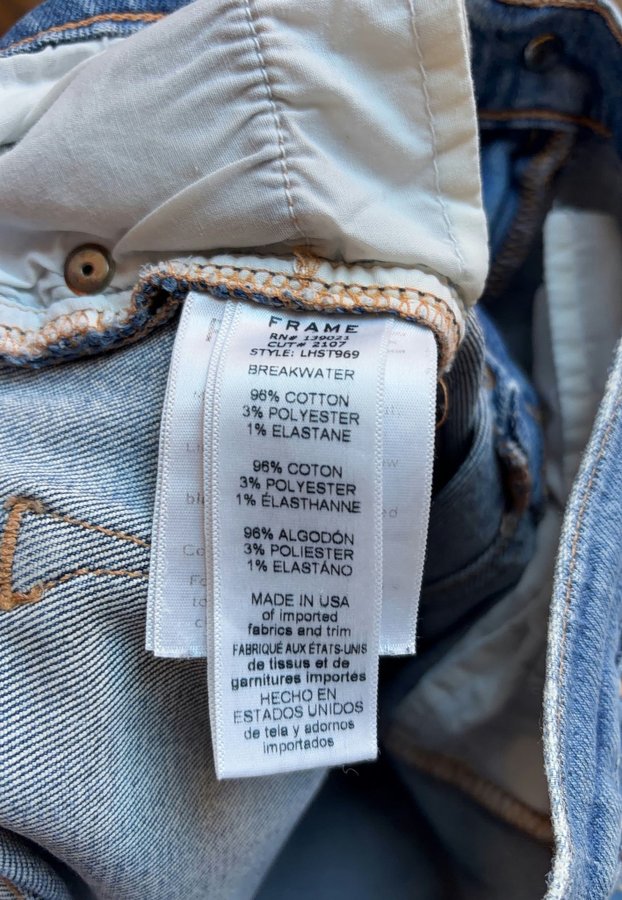 FRAME
RN# 139021
CUT# 2107
STYLE: LHST969
BREAKWATER
96% COTTON
3% POLYESTER
1% ELASTANE
96% COTON
3% POLYESTER
1% ÉLASTHANNE
96% ALGODÓN
3% POLIESTER
1% ELASTÁNO
MADE IN USA
of imported
fabrics and trim
FABRIQUÉ AUX ÉTATS-UNIS
de tissus et de
garnitures importés
HECHO EN
ESTADOS UNIDOS
de tela y adornos
importados